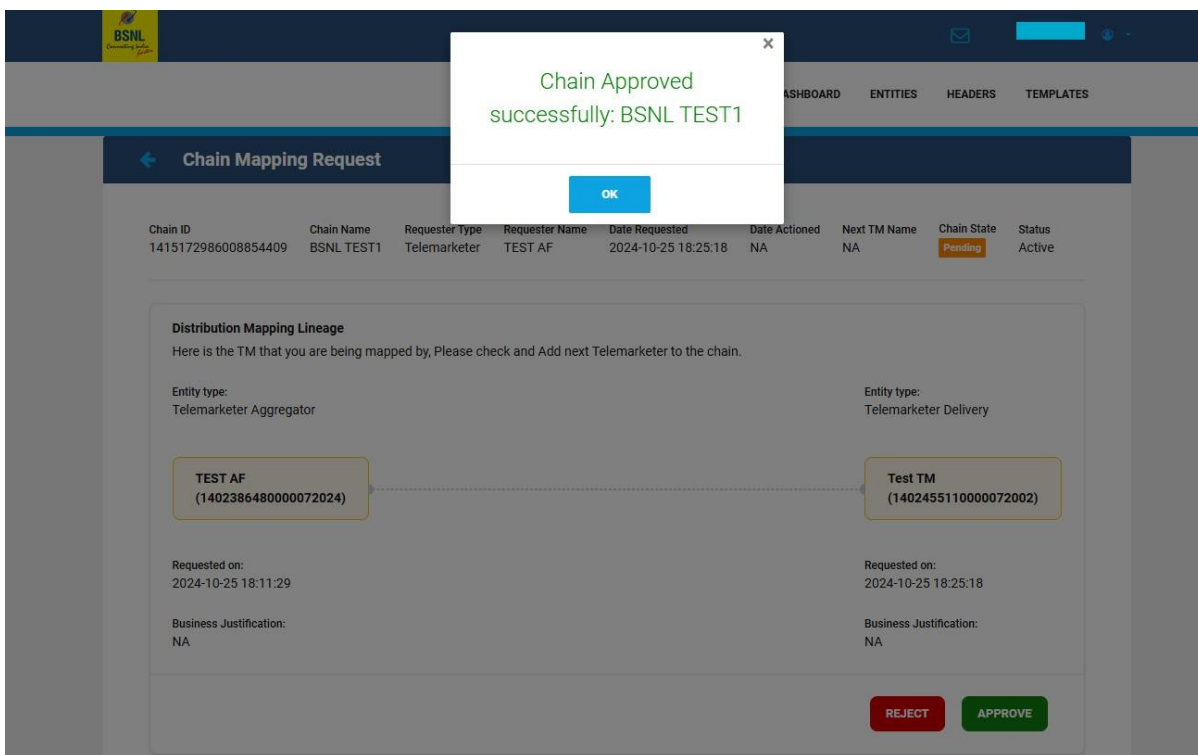 BSNL
Connecting India
Chain Approved
successfully: BSNL TEST1
OK
ASHBOARD ENTITIES HEADERS TEMPLATES
Chain Mapping Request
Chain ID Chain Name Requester Type Requester Name Date Requested Date Actioned Next TM Name Chain State Status
1415172986008854409 BSNL TEST1 Telemarketer TEST AF 2024-10-25 18:25:18 NA NA Pending Active
Distribution Mapping Lineage
Here is the TM that you are being mapped by, Please check and Add next Telemarketer to the chain.
Entity type: Entity type:
Telemarketer Aggregator Telemarketer Delivery
TEST AF Test TM
(1402386480000072024) (1402455110000072002)
Requested on: Requested on:
2024-10-25 18:11:29 2024-10-25 18:25:18
Business Justification: Business Justification:
NA NA
REJECT APPROVE